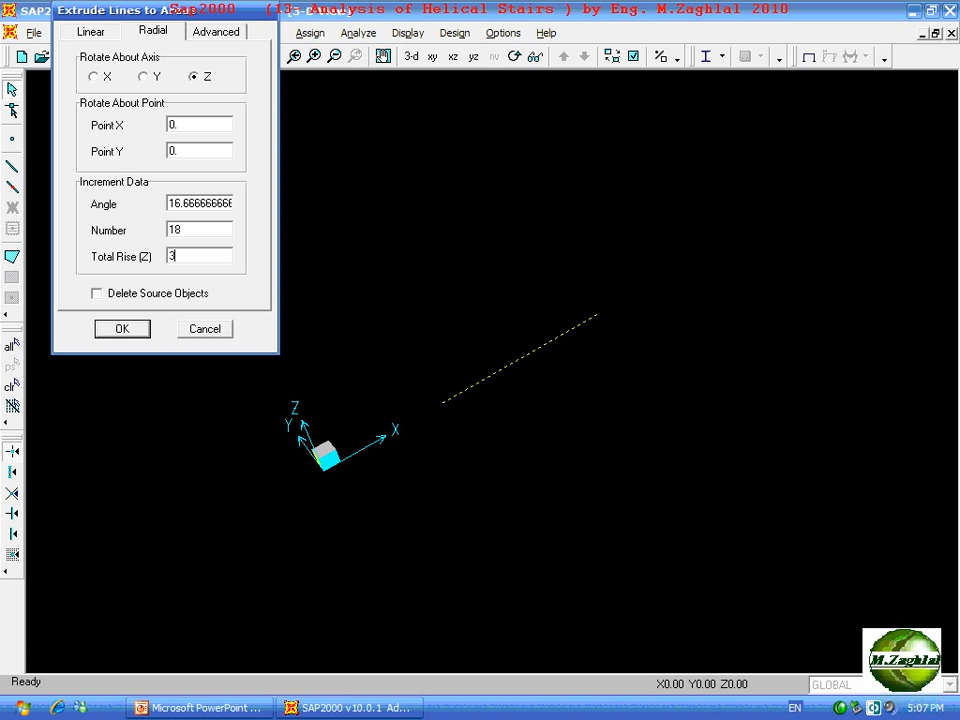 SAP2
Extrude Lines to Areas
Sap2000 (13- Analysis of Helical Stairs ) by Eng. M.Zaghlal 2010
File
Assign
Analyze
Display
Design
Options
Help
Linear
Radial
Advanced
3-d
xy
xz
yz
nv
Rotate About Axis
X
Y
Z
Rotate About Point
Point X
0.
Point Y
0.
Increment Data
Angle
16.666666666
Number
18
Total Rise (Z)
3
Delete Source Objects
OK
Cancel
all
ps
clr
Z
Y
X
M.Zaghlal
Ready
X0.00 Y0.00 Z0.00
GLOBAL
Microsoft PowerPoint ...
SAP2000 v10.0.1 Ad...
EN
5:07 PM